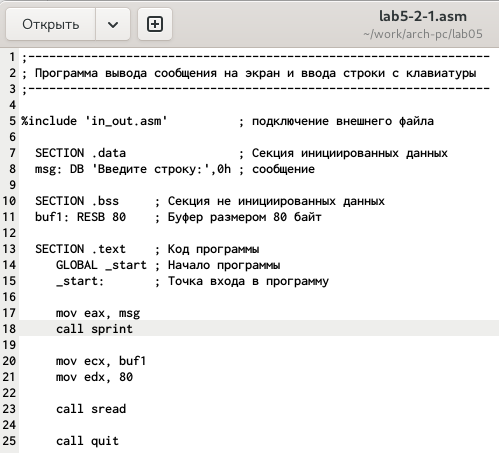 Открыть
lab5-2-1.asm
~/work/arch-pc/lab05
1 ;---------------------------------------------------------------
2 ; Программа вывода сообщения на экран и ввода строки с клавиатуры
3 ;---------------------------------------------------------------
4
5 %include 'in_out.asm' ; подключение внешнего файла
6
7 SECTION .data ; Секция инициированных данных
8 msg: DB 'Введите строку:',0h ; сообщение
9
10 SECTION .bss ; Секция не инициированных данных
11 buf1: RESB 80 ; Буфер размером 80 байт
12
13 SECTION .text ; Код программы
14 GLOBAL _start ; Начало программы
15 _start: ; Точка входа в программу
16
17 mov eax, msg
18 call sprint
19
20 mov ecx, buf1
21 mov edx, 80
22
23 call sread
24
25 call quit